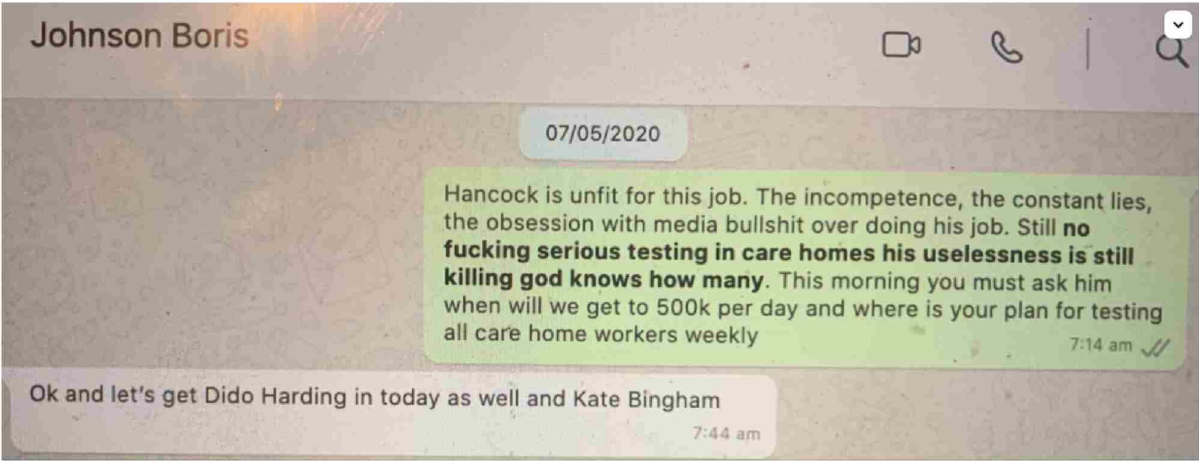 Johnson Boris
07/05/2020
Hancock is unfit for this job. The incompetence, the constant lies,
the obsession with media bullshit over doing his job. Still no
fucking serious testing in care homes his uselessness is still
killing god knows how many. This morning you must ask him
when will we get to 500k per day and where is your plan for testing
all care home workers weekly
7:14 am
Ok and let's get Dido Harding in today as well and Kate Bingham
7:44 am